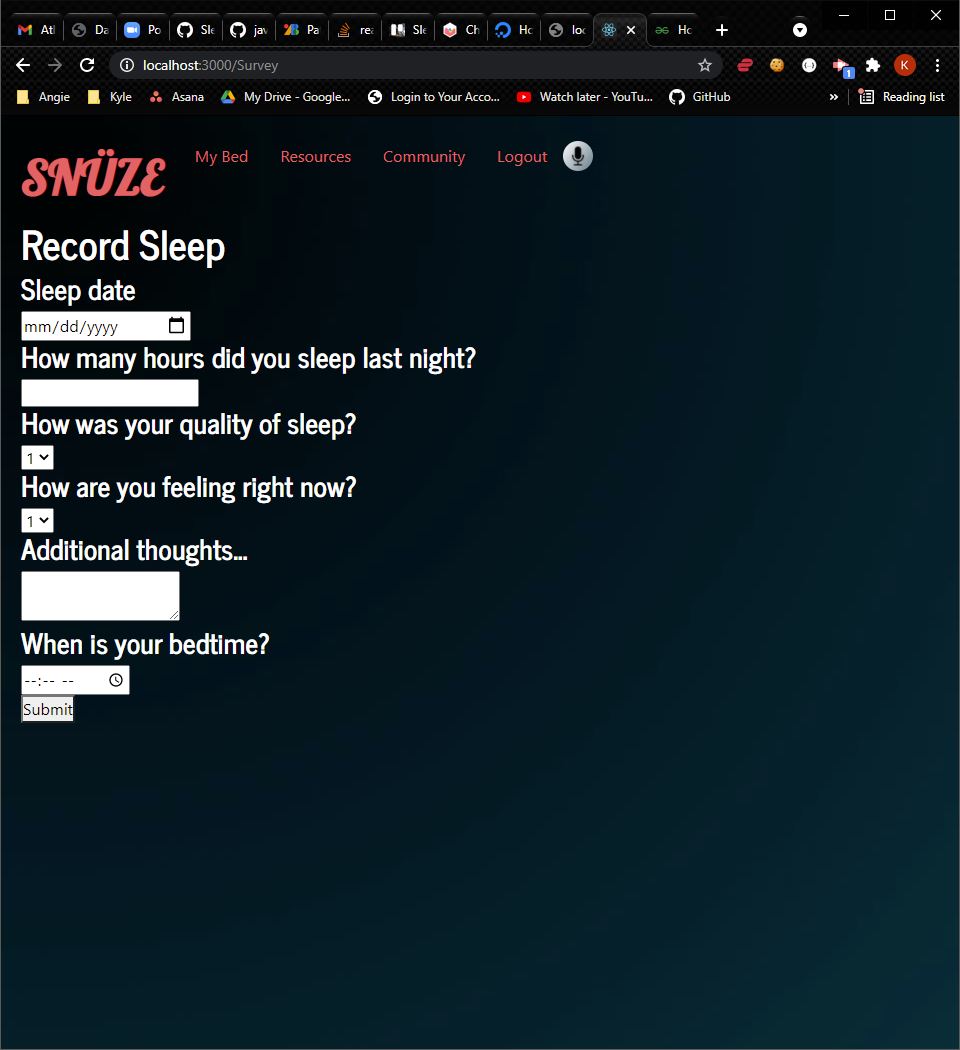 Atl
Da
Po
Sle
jav
Pa
rea
Sle
Ch
Ho
loc
Ho
localhost:3000/Survey
K
1
Angie
Kyle
Asana
My Drive - Google...
Login to Your Acco...
Watch later - YouTu...
GitHub
»
Reading list
SNÜZE
My Bed
Resources
Community
Logout
Record Sleep
Sleep date
mm/dd/yyyy
How many hours did you sleep last night?
How was your quality of sleep?
1
How are you feeling right now?
1
Additional thoughts...
When is your bedtime?
--:-- --
Submit